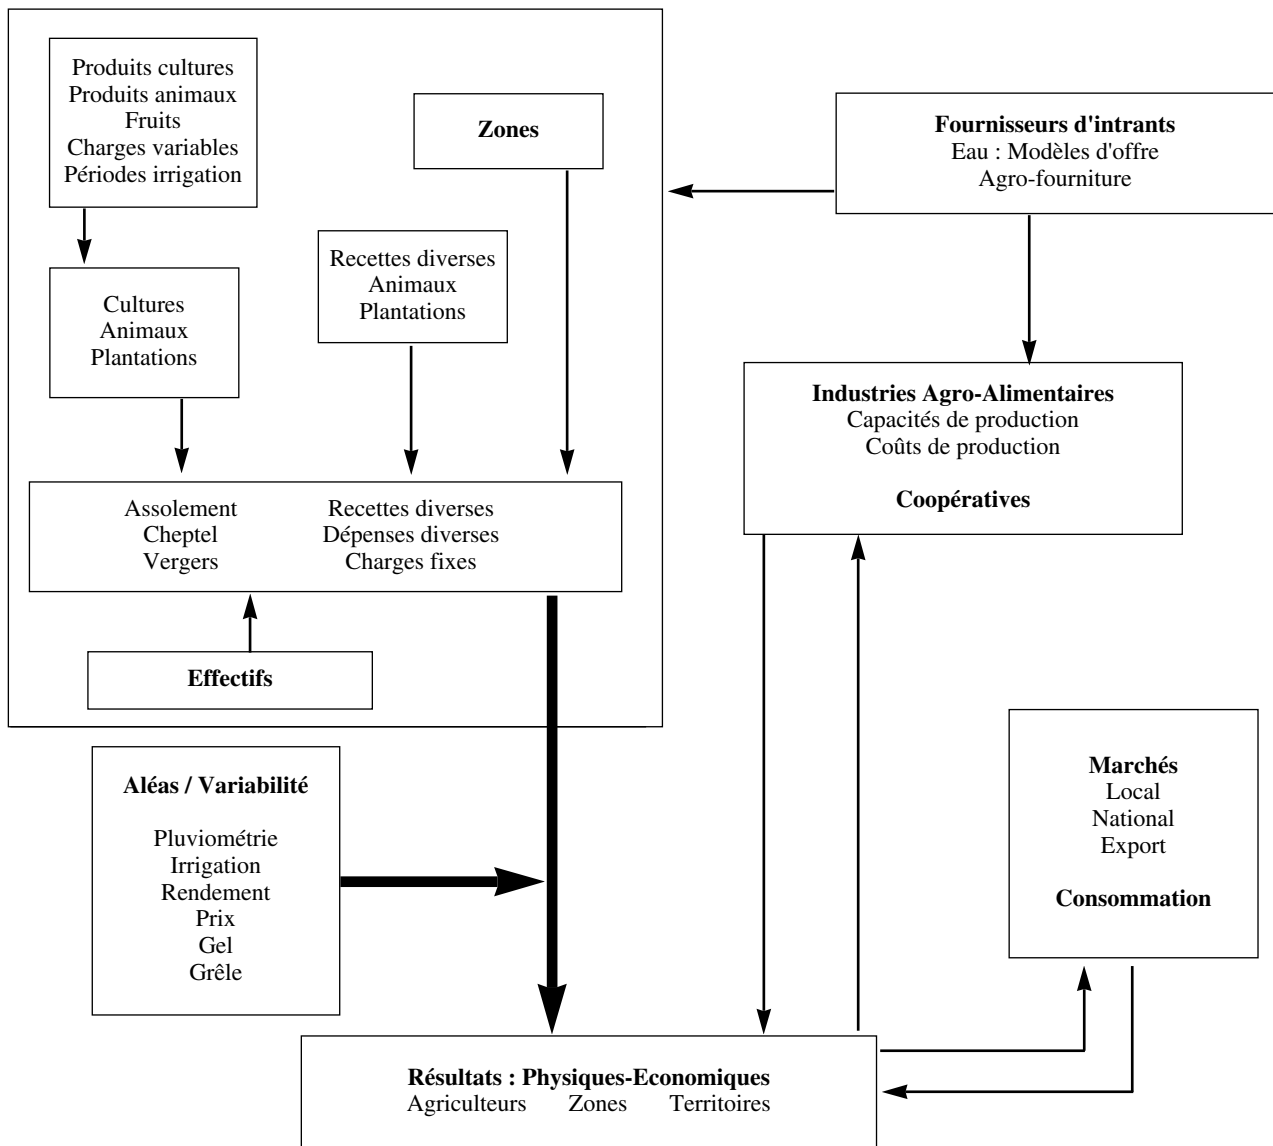 Produits cultures
Produits animaux
Fruits
Charges variables
Périodes irrigation
Zones
Fournisseurs d'intrants
Eau : Modèles d'offre
Agro-fourniture
Recettes diverses
Animaux
Plantations
Cultures
Animaux
Plantations
Industries Agro-Alimentaires
Capacités de production
Coûts de production
Coopératives
Assolement
Cheptel
Vergers
Recettes diverses
Dépenses diverses
Charges fixes
Effectifs
Aléas / Variabilité
Pluviométrie
Irrigation
Rendement
Prix
Gel
Grêle
Marchés
Local
National
Export
Consommation
Résultats : Physiques-Economiques
Agriculteurs Zones Territoires